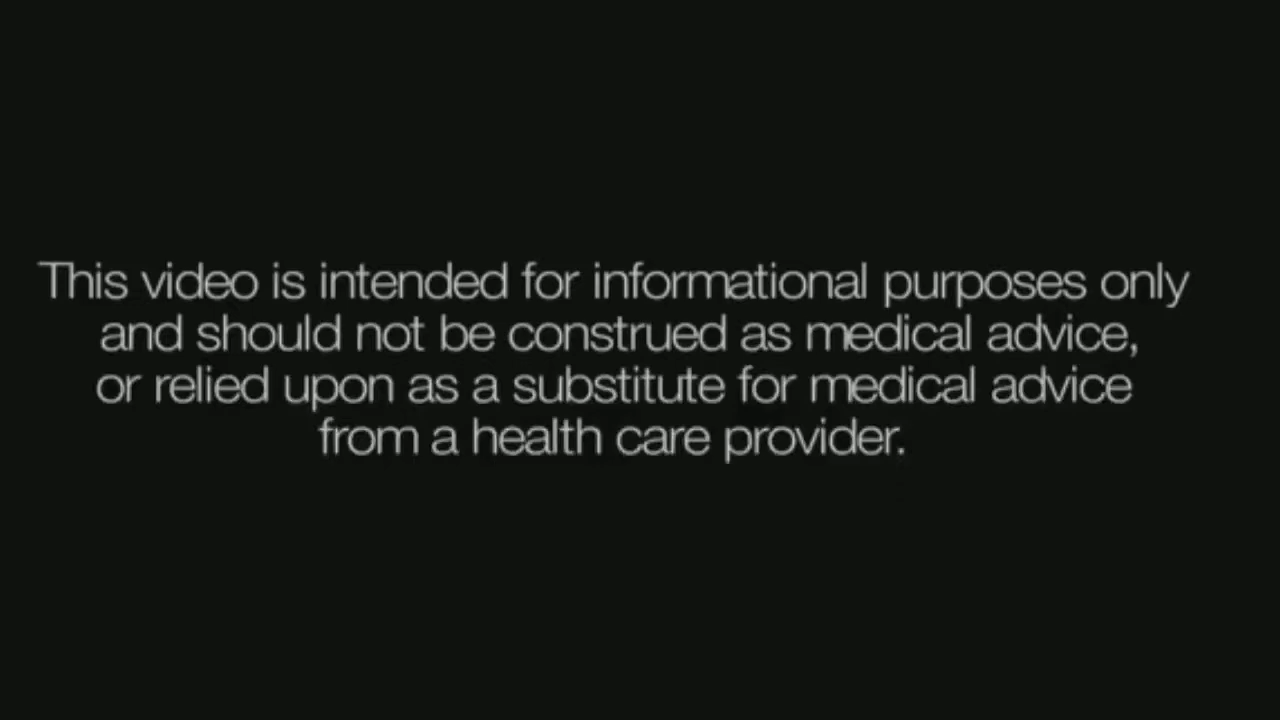 This video is intended for informational purposes only
and should not be construed as medical advice,
or relied upon as a substitute for medical advice
from a health care provider.